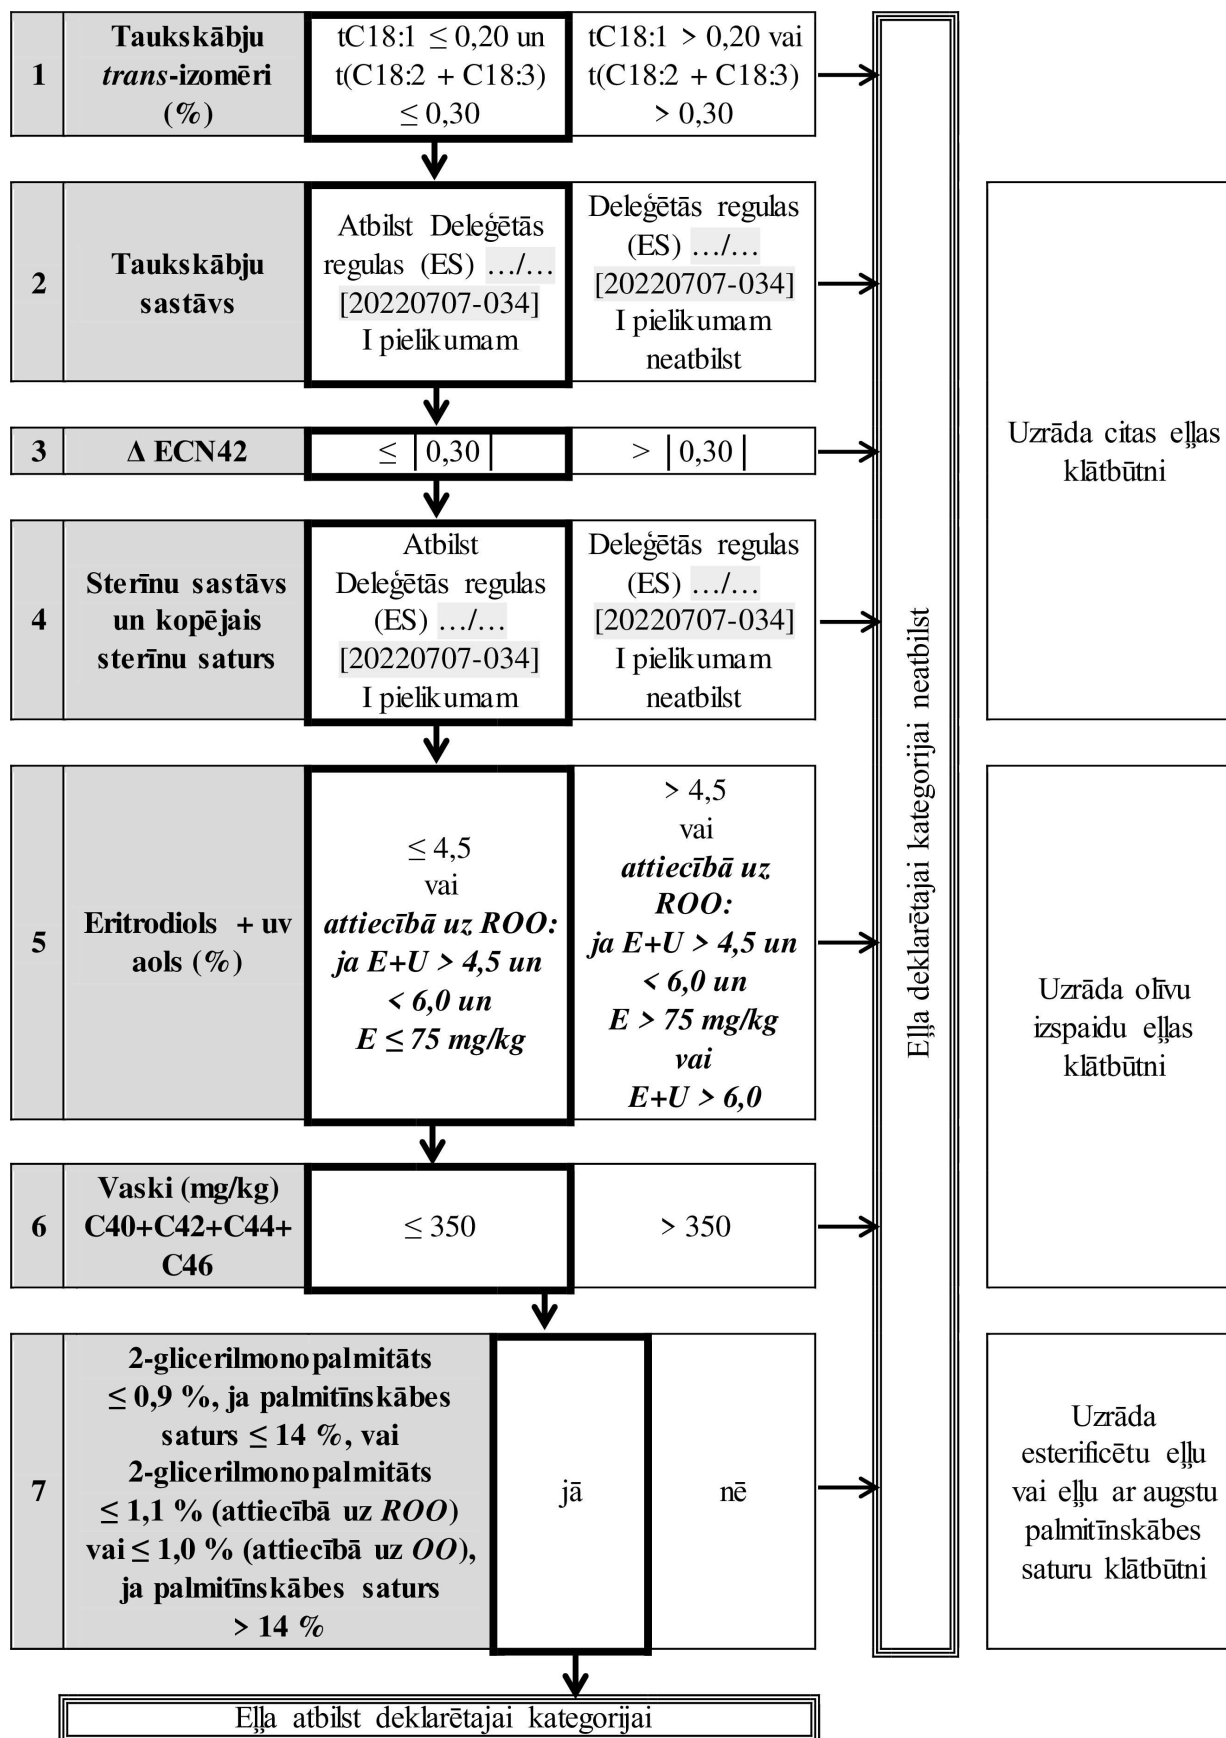 1
Taukskābju
trans-izomēri
(%)
tC18:1 ≤ 0,20 un
t(C18:2 + C18:3)
≤ 0,30
tC18:1 > 0,20 vai
t(C18:2 + C18:3)
> 0,30
2
Taukskābju
sastāvs
Atbilst Deleģētās
regulas (ES) …/…
[20220707-034]
I pielikumam
Deleģētās regulas
(ES) …/…
[20220707-034]
I pielikumam
neatbilst
3
Δ ECN42
≤ | 0,30 |
> | 0,30 |
4
Sterīnu sastāvs
un kopējais
sterīnu saturs
Atbilst
Deleģētās regulas
(ES) …/…
[20220707-034]
I pielikumam
Deleģētās regulas
(ES) …/…
[20220707-034]
I pielikumam
neatbilst
Uzrāda citas eļļas
klātbūtni
5
Eritrodiols + uv
aols (%)
≤ 4,5
vai
attiecībā uz ROO:
ja E+U > 4,5 un
< 6,0 un
E ≤ 75 mg/kg
> 4,5
vai
attiecībā uz
ROO:
ja E+U > 4,5 un
< 6,0 un
E > 75 mg/kg
vai
E+U > 6,0
6
Vaski (mg/kg)
C40+C42+C44+
C46
≤ 350
> 350
Uzrāda olīvu
izspaidu eļļas
klātbūtni
7
2-glicerilmonopalmitāts
≤ 0,9 %, ja palmitīnskābes
saturs ≤ 14 %, vai
2-glicerilmonopalmitāts
≤ 1,1 % (attiecībā uz ROO)
vai ≤ 1,0 % (attiecībā uz OO),
ja palmitīnskābes saturs
> 14 %
jā
nē
Uzrāda
esterificētu eļļu
vai eļļu ar augstu
palmitīnskābes
saturu klātbūtni
Eļļa deklarētajai kategorijai neatbilst
Eļļa atbilst deklarētajai kategorijai